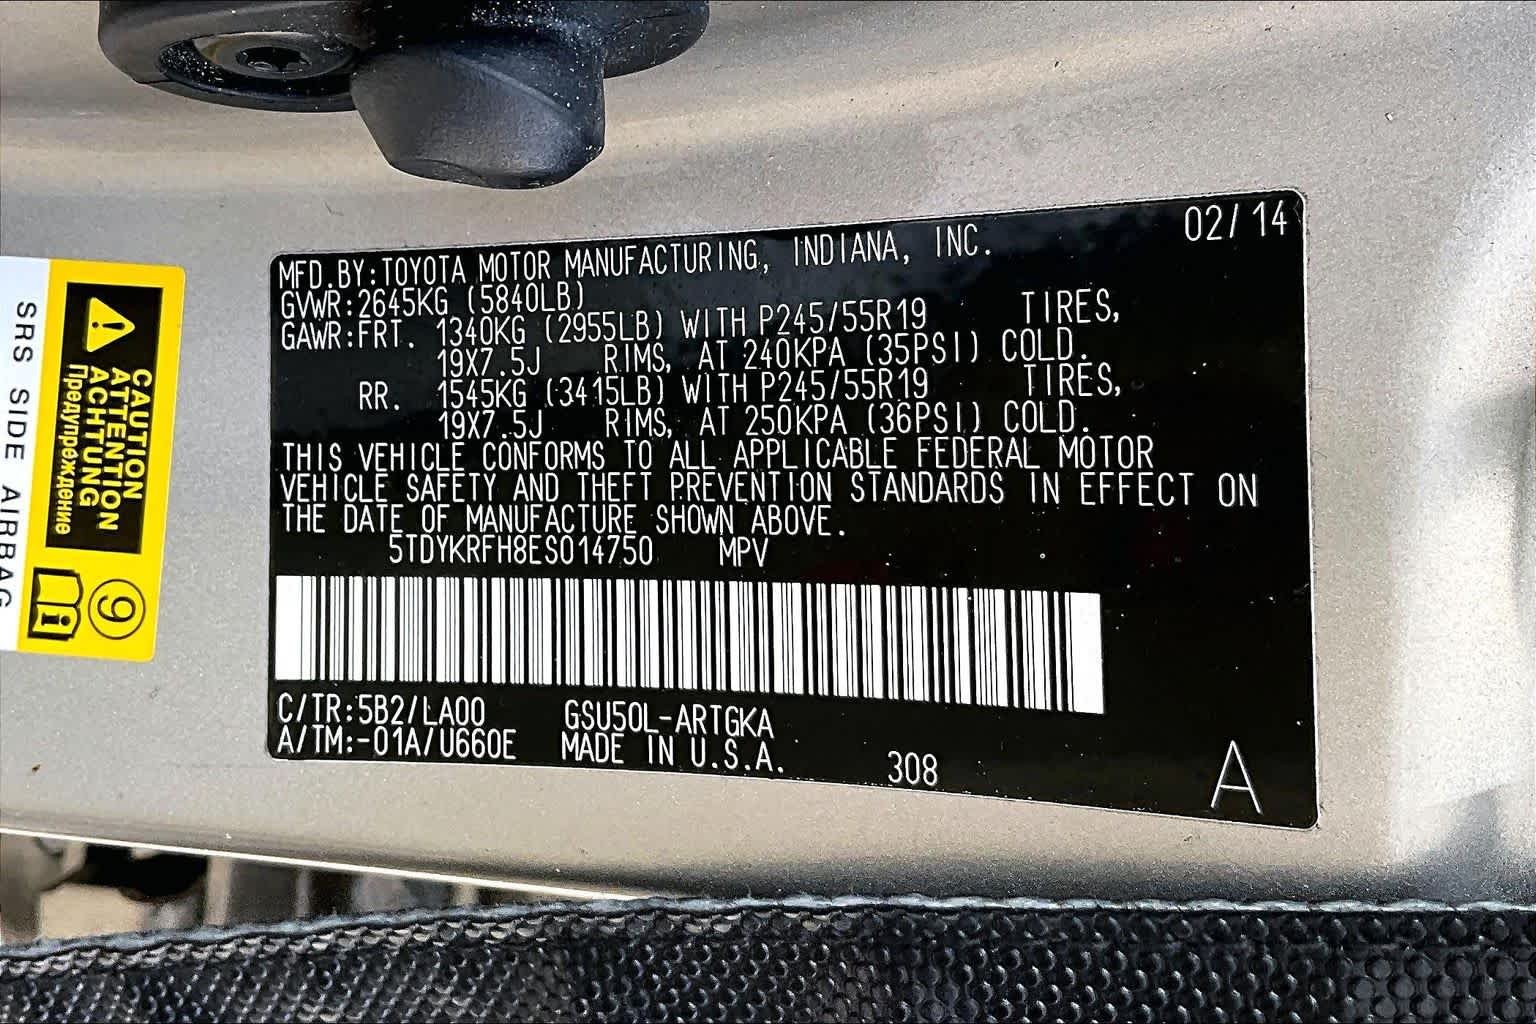 02/14
MFD.BY:TOYOTA MOTOR MANUFACTURING, INDIANA, INC.
GVWR:2645KG (5840LB)
GAWR:FRT. 1340KG (2955LB) WITH P245/55R19 TIRES,
19X7.5J RIMS, AT 240KPA (35PSI) COLD.
RR. 1545KG (3415LB) WITH P245/55R19 TIRES,
19X7.5J RIMS, AT 250KPA (36PSI) COLD.
THIS VEHICLE CONFORMS TO ALL APPLICABLE FEDERAL MOTOR
VEHICLE SAFETY AND THEFT PREVENTION STANDARDS IN EFFECT ON
THE DATE OF MANUFACTURE SHOWN ABOVE.
5TDYKRFH8ES014750 MPV
C/TR:5B2/LA00 GSU50L-ARTGKA
A/TM:-01A/U660E MADE IN U.S.A. 308 A
CAUTION
ATTENTION
ACHTUNG
Предупреждение
9
i
SRS SIDE AIRBAG